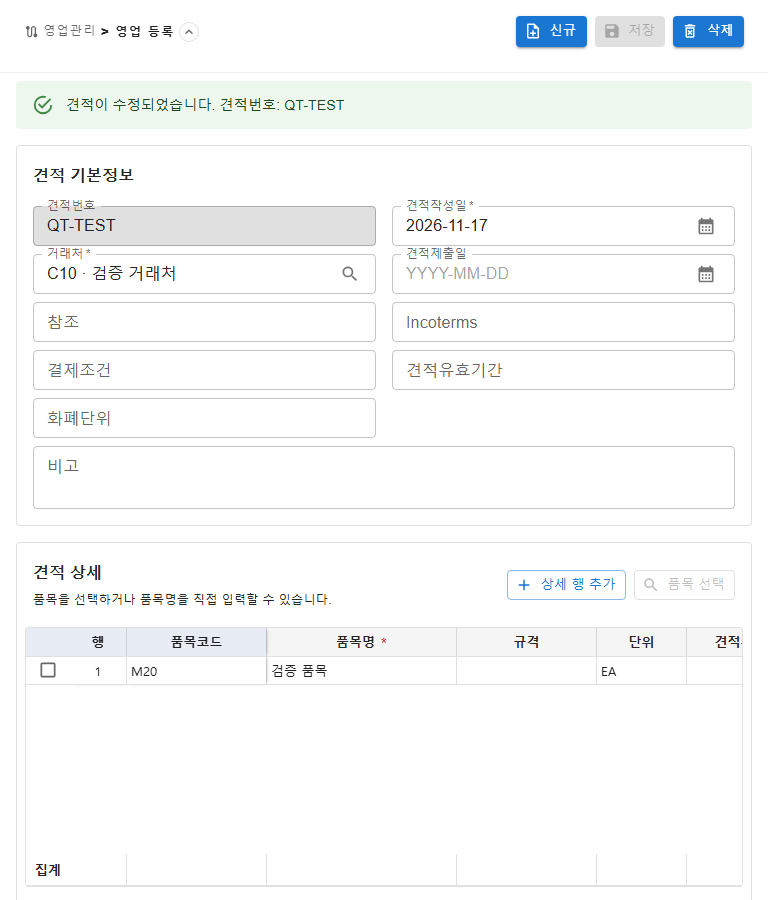 영업관리 > 영업 등록
신규
저장
삭제
견적이 수정되었습니다. 견적번호: QT-TEST
견적 기본정보
견적번호
QT-TEST
견적작성일 *
2026-11-17
거래처 *
C10 · 검증 거래처
견적제출일
YYYY-MM-DD
참조
Incoterms
결제조건
견적유효기간
화폐단위
비고
견적 상세
품목을 선택하거나 품목명을 직접 입력할 수 있습니다.
상세 행 추가
품목 선택
행 품목코드 품목명 * 규격 단위 견적
1 M20 검증 품목 EA
집계